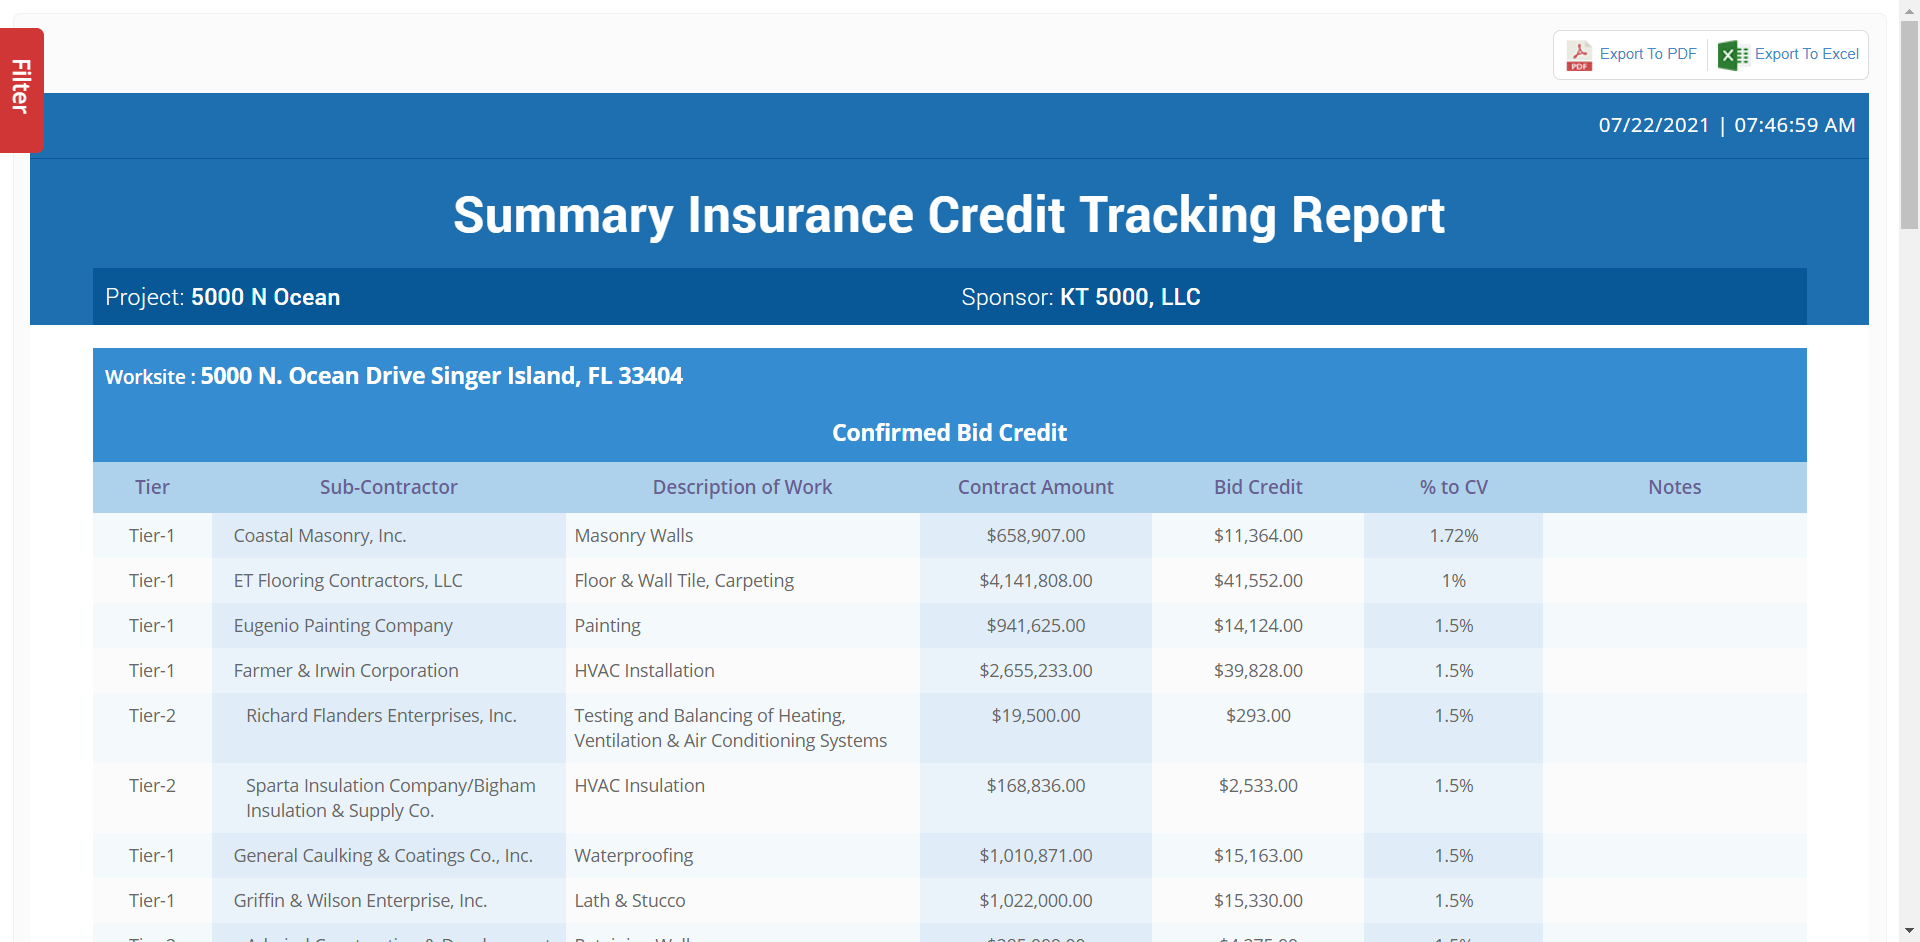 Filter
PDF
Export To PDF
Export To Excel
07/22/2021 | 07:46:59 AM
Summary Insurance Credit Tracking Report
Project: 5000 N Ocean
Sponsor: KT 5000, LLC
Worksite : 5000 N. Ocean Drive Singer Island, FL 33404
Confirmed Bid Credit
Tier Sub-Contractor Description of Work Contract Amount Bid Credit % to CV Notes
Tier-1 Coastal Masonry, Inc. Masonry Walls $658,907.00 $11,364.00 1.72%
Tier-1 ET Flooring Contractors, LLC Floor & Wall Tile, Carpeting $4,141,808.00 $41,552.00 1%
Tier-1 Eugenio Painting Company Painting $941,625.00 $14,124.00 1.5%
Tier-1 Farmer & Irwin Corporation HVAC Installation $2,655,233.00 $39,828.00 1.5%
Tier-2 Richard Flanders Enterprises, Inc. Testing and Balancing of Heating, $19,500.00 $293.00 1.5%
Ventilation & Air Conditioning Systems
Tier-2 Sparta Insulation Company/Bigham HVAC Insulation $168,836.00 $2,533.00 1.5%
Insulation & Supply Co.
Tier-1 General Caulking & Coatings Co., Inc. Waterproofing $1,010,871.00 $15,163.00 1.5%
Tier-1 Griffin & Wilson Enterprise, Inc. Lath & Stucco $1,022,000.00 $15,330.00 1.5%